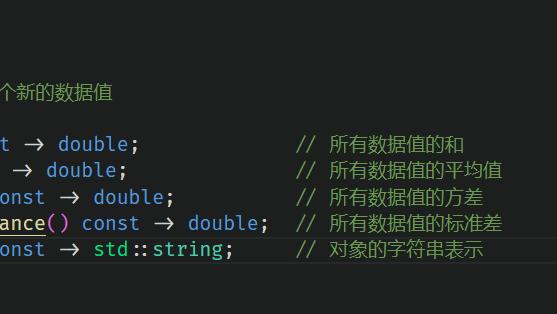 个新的数据值
t -> double; // 所有数据值的和
-> double; // 所有数据值的平均值
onst -> double; // 所有数据值的方差
ance() const -> double; // 所有数据值的标准差
onst -> std::string; // 对象的字符串表示